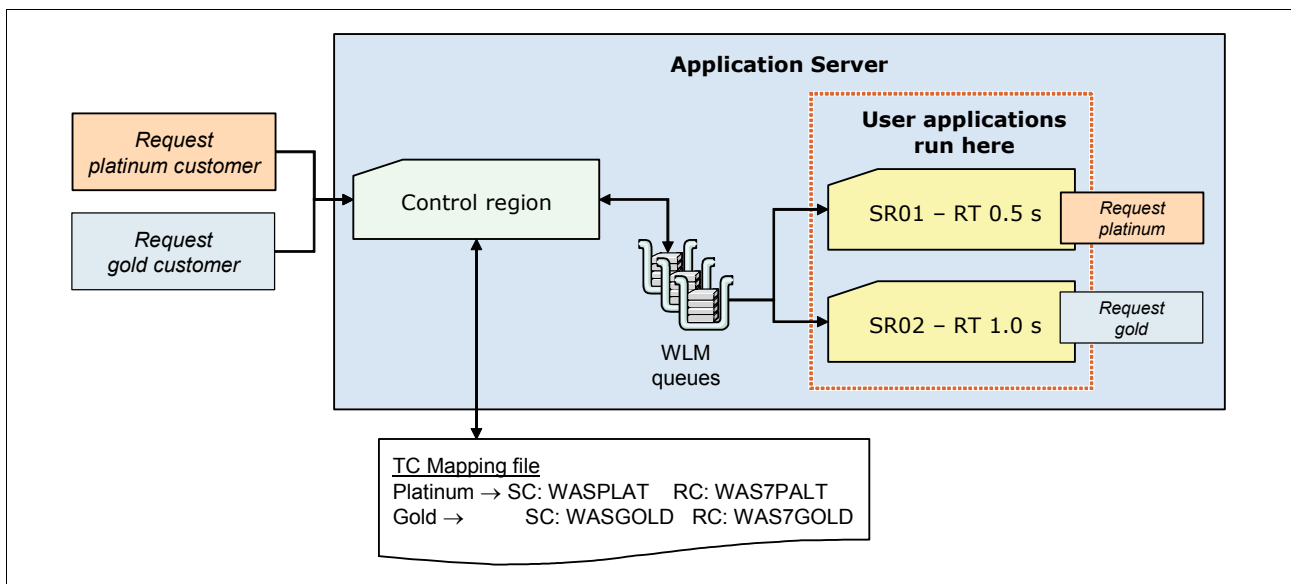 Application Server
Request
platinum customer
Request
gold customer
Control region
WLM
queues
User applications
run here
SR01 – RT 0.5 s
Request
platinum
SR02 – RT 1.0 s
Request
gold
TC Mapping file
Platinum → SC: WASPLAT RC: WAS7PALT
Gold → SC: WASGOLD RC: WAS7GOLD